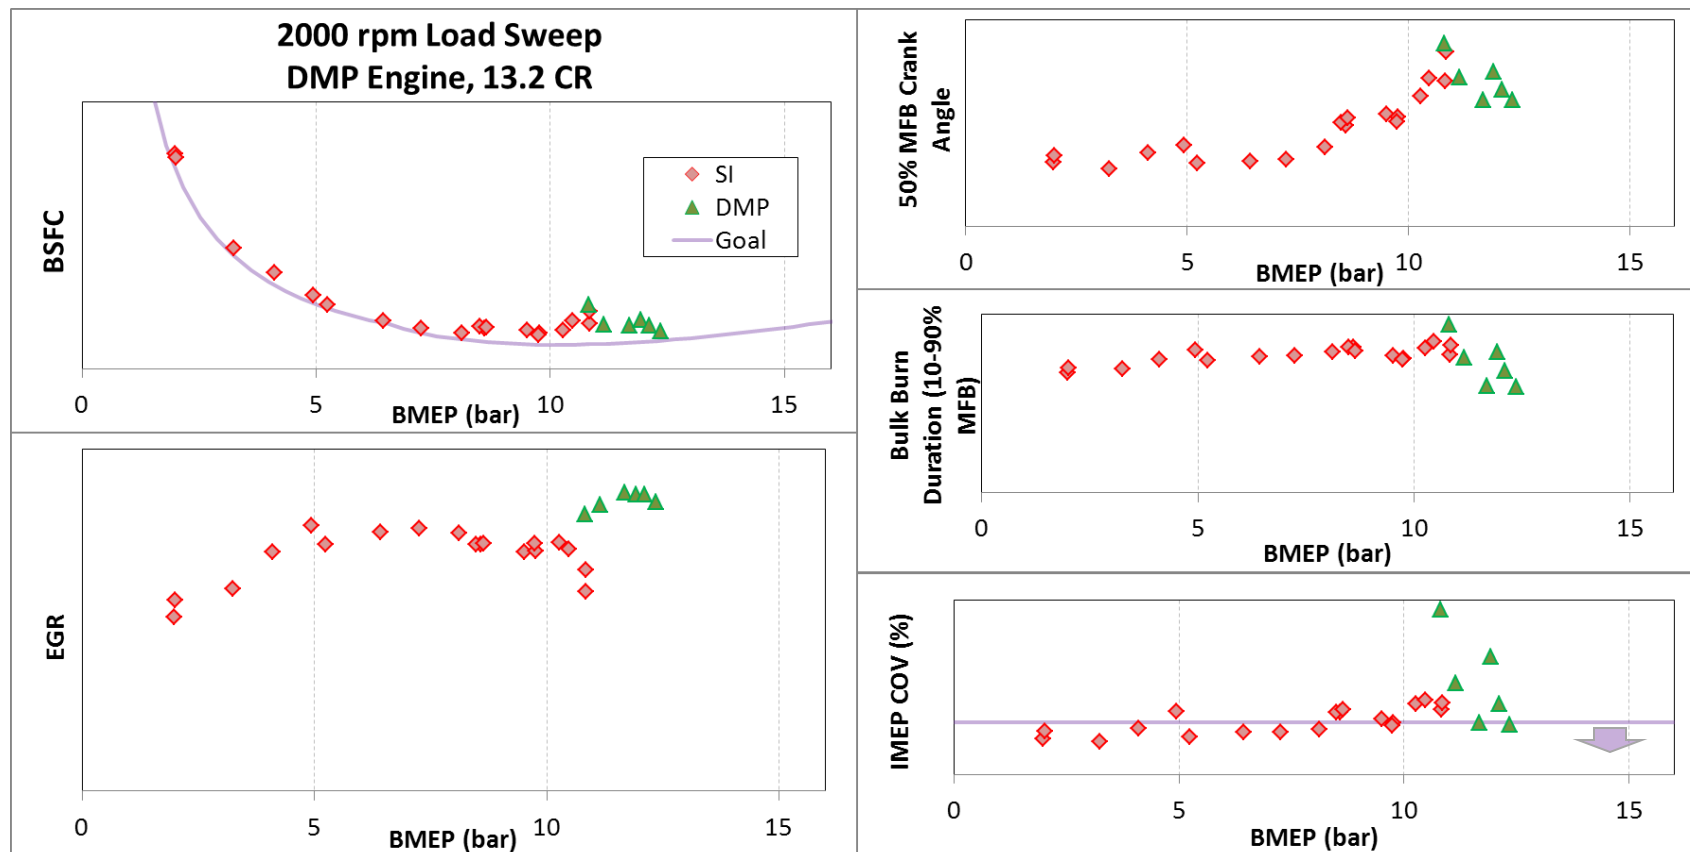 2000 rpm Load Sweep
DMP Engine, 13.2 CR
BSFC
SI
DMP
Goal
0
5
10
15
BMEP (bar)
EGR
0
5
10
15
BMEP (bar)
50% MFB Crank
Angle
0
5
10
15
BMEP (bar)
Bulk Burn
Duration (10-90%
MFB)
0
5
10
15
BMEP (bar)
IMEP COV (%)
0
5
10
15
BMEP (bar)